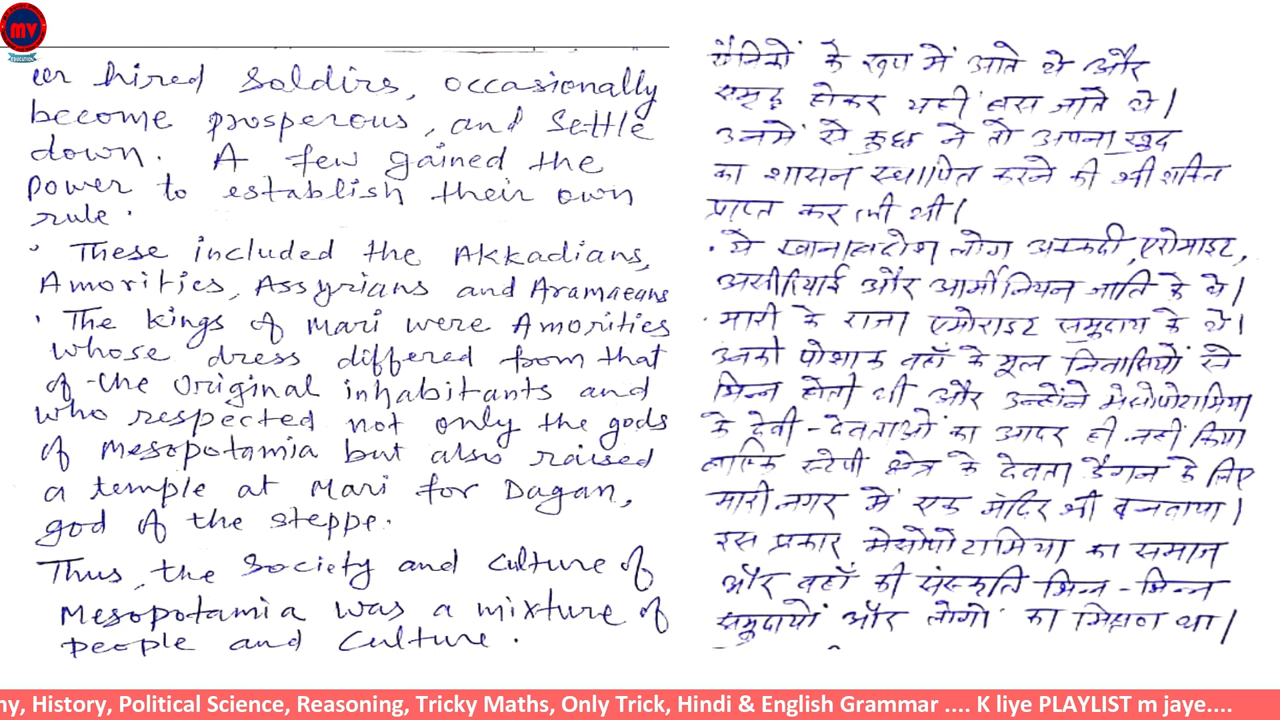 mv
EDUCATION
er hired soldirs, occasionally
become prosperous, and settle
down. A few gained the
power to establish their own
rule.
• These included the Akkadians,
Amorities, Assyrians and Aramaeans
• The kings of Mari were Amorities
whose dress differed from that
of the original inhabitants and
who respected not only the gods
of Mesopotamia but also raised
a temple at Mari for Dagan,
god of the steppe.
Thus, the society and culture of
Mesopotamia was a mixture of
people and culture.
सैनिकों के रूप में आते थे और
समृद्ध होकर यहीं बस जाते थे।
उनमें से कुछ ने तो अपना खुद
का शासन स्थापित करने की भी शक्ति
प्राप्त कर ली थी।
• ये खानाबदोश लोग अक्कदी, एरोमाइट,
असीरियाई और आर्मीनियन जाति के थे।
• मारी के राजा एमोराइट समुदाय के थे।
उनकी पोशाक वहाँ के मूल निवासियों से
भिन्न होती थी और उन्होंने मेसोपोटामिया
के देवी-देवताओं का आदर ही नहीं किया
बल्कि स्टेपी क्षेत्र के देवता डैगन के लिए
मारी नगर में एक मंदिर भी बनवाया।
इस प्रकार मेसोपोटामिया का समाज
और वहाँ की संस्कृति भिन्न-भिन्न
समुदायों और लोगों का मिश्रण था।
ny, History, Political Science, Reasoning, Tricky Maths, Only Trick, Hindi & English Grammar .... K liye PLAYLIST m jaye....